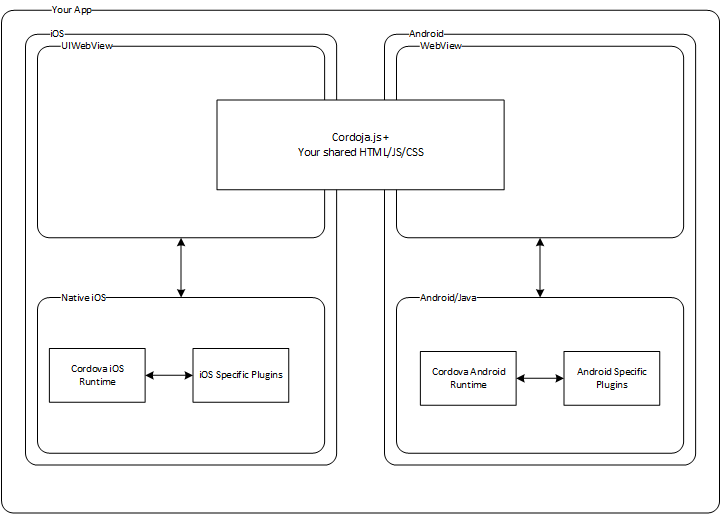 Your App
iOS
UIWebView
Android
WebView
Cordoja.js +
Your shared HTML/JS/CSS
Native iOS
Cordova iOS
Runtime
iOS Specific Plugins
Android/Java
Cordova Android
Runtime
Android Specific
Plugins